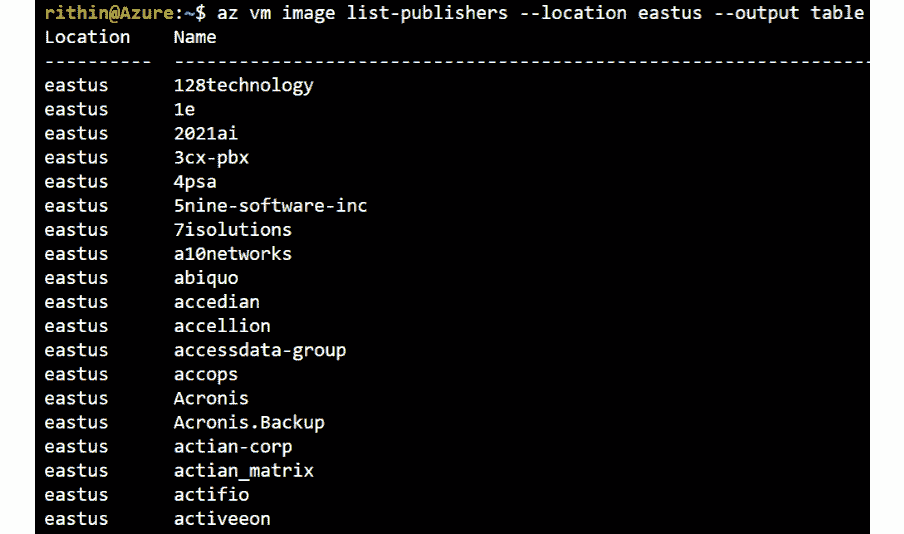 rithin@Azure:~$ az vm image list-publishers --location eastus --output table
Location    Name
----------  -----------------------------------------------------------------
eastus      128technology
eastus      1e
eastus      2021ai
eastus      3cx-pbx
eastus      4psa
eastus      5nine-software-inc
eastus      7isolutions
eastus      a10networks
eastus      abiquo
eastus      accedian
eastus      accellion
eastus      accessdata-group
eastus      accops
eastus      Acronis
eastus      Acronis.Backup
eastus      actian-corp
eastus      actian_matrix
eastus      actifio
eastus      activeeon